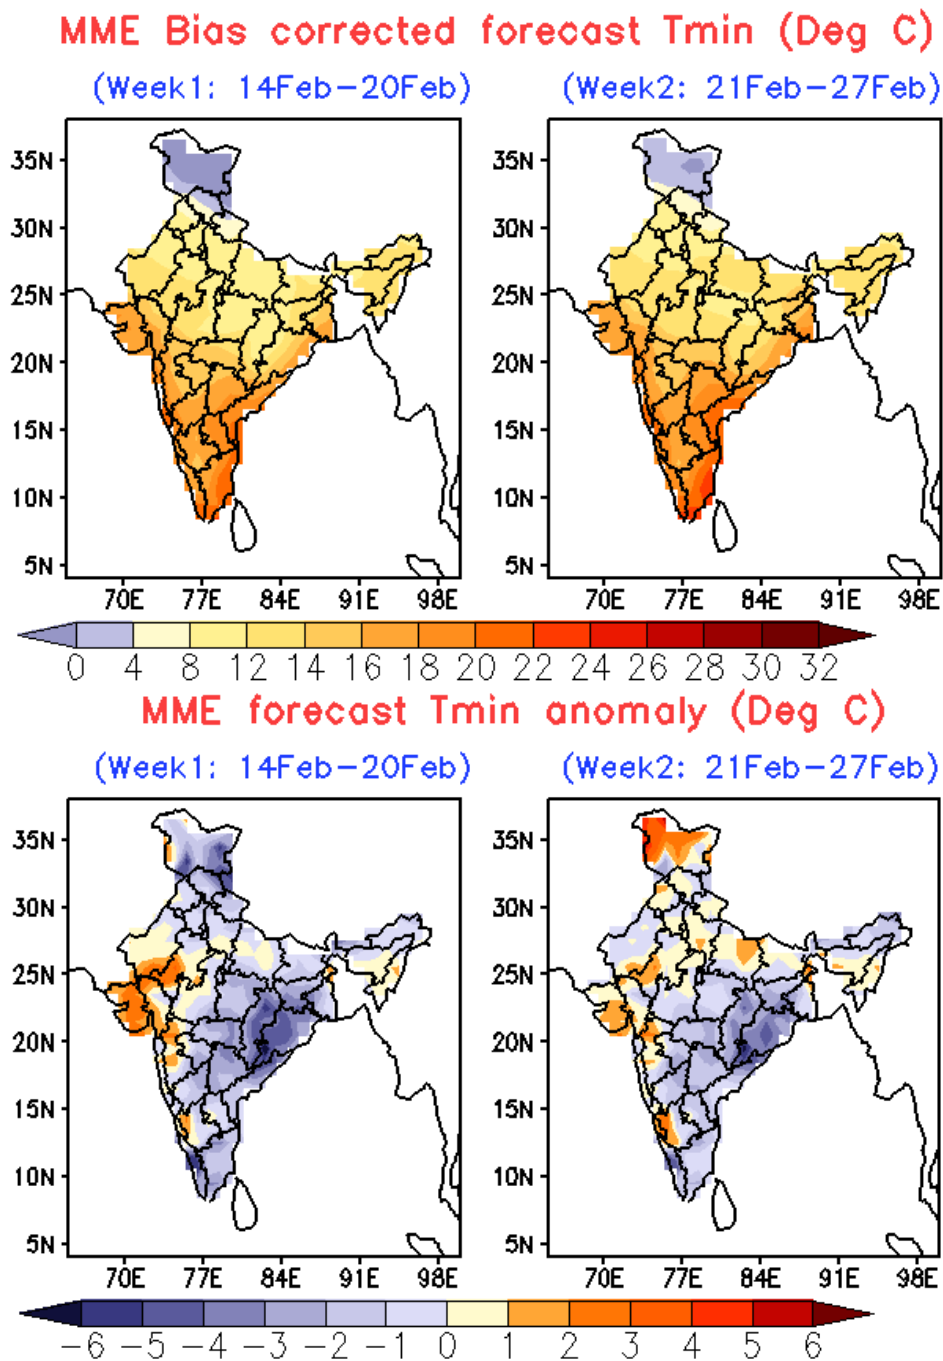 MME Bias corrected forecast Tmin (Deg C)
(Week1: 14Feb-20Feb) (Week2: 21Feb-27Feb)
35N 35N
30N 30N
25N 25N
20N 20N
15N 15N
10N 10N
5N 5N
70E 77E 84E 91E 98E 70E 77E 84E 91E 98E
0 4 8 12 14 16 18 20 22 24 26 28 30 32
MME forecast Tmin anomaly (Deg C)
(Week1: 14Feb-20Feb) (Week2: 21Feb-27Feb)
35N 35N
30N 30N
25N 25N
20N 20N
15N 15N
10N 10N
5N 5N
70E 77E 84E 91E 98E 70E 77E 84E 91E 98E
-6 -5 -4 -3 -2 -1 0 1 2 3 4 5 6